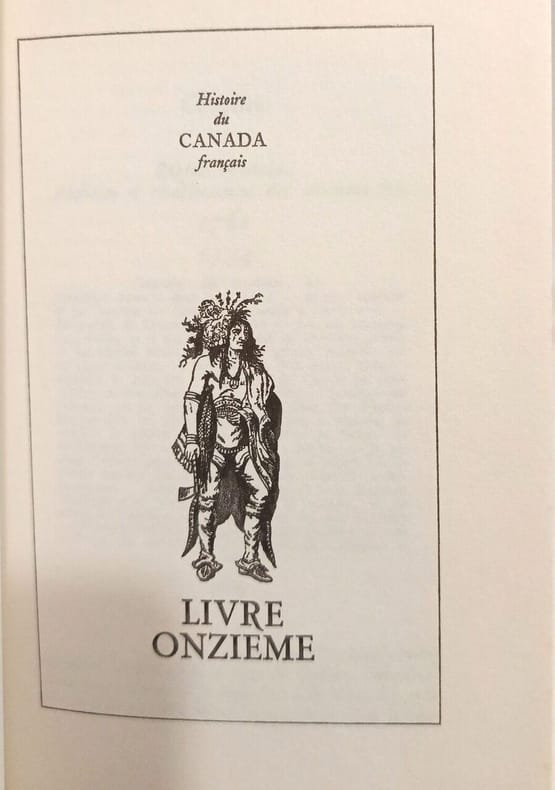 Histoire
du
CANADA
français
LIVRE
ONZIEME